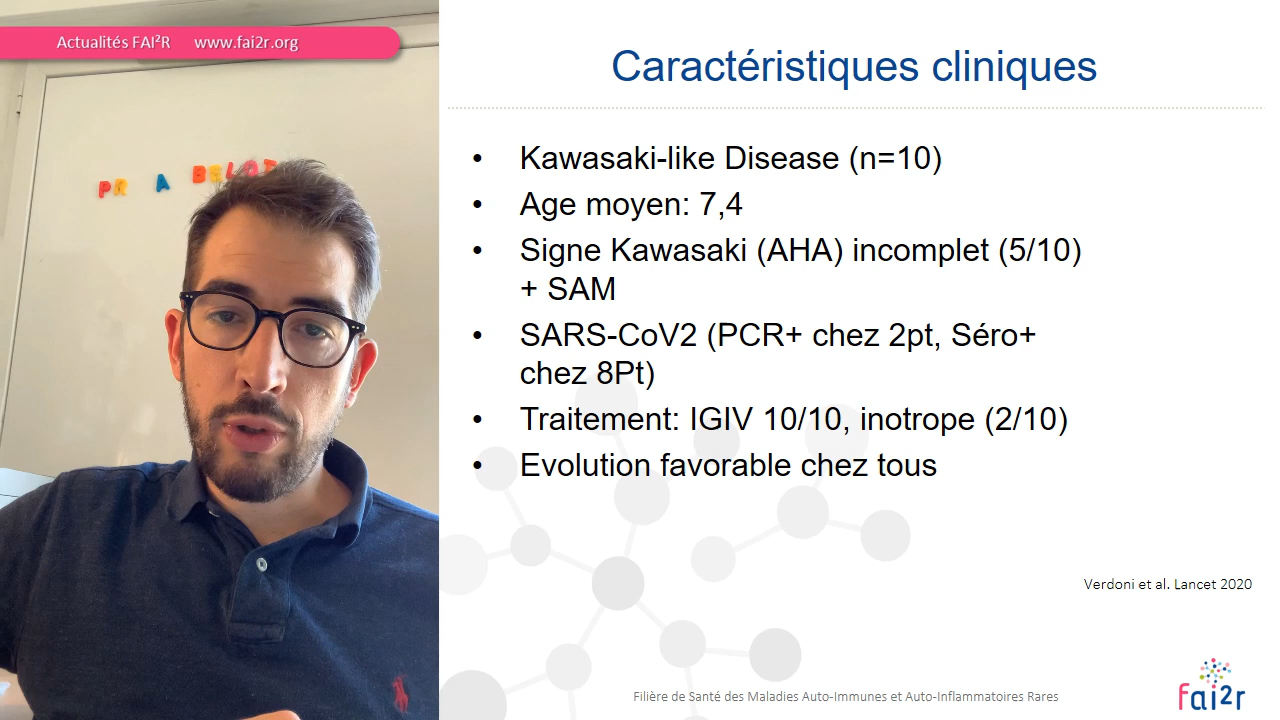 Actualités FAI²R www.fai2r.org
PR A BELOT
Caractéristiques cliniques
• Kawasaki-like Disease (n=10)
• Age moyen: 7,4
• Signe Kawasaki (AHA) incomplet (5/10)
+ SAM
• SARS-CoV2 (PCR+ chez 2pt, Séro+
chez 8Pt)
• Traitement: IGIV 10/10, inotrope (2/10)
• Evolution favorable chez tous
Verdoni et al. Lancet 2020
Filière de Santé des Maladies Auto-Immunes et Auto-Inflammatoires Rares
fai2r